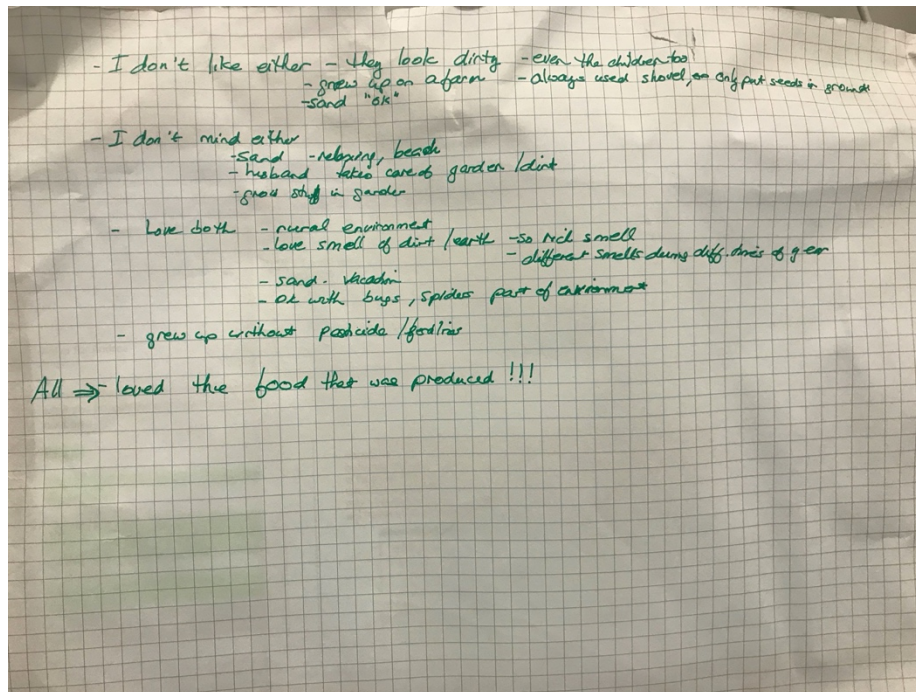 - I don't like either - they look dirty - even the children too!
- grew up on a farm - always used shovel, or only put seeds in ground
- sand "ok"
- I don't mind either
- sand - relaxing, beach
- husband takes care of garden / dirt
- grow stuff in garden
- Love both - rural environment
- love smell of dirt / earth - so rich smell
- different smells during diff. times of year
- sand - vacation
- ok with bugs, spiders part of environment
- grew up without pesticide /
All ⇒ - loved the food that was produced !!!